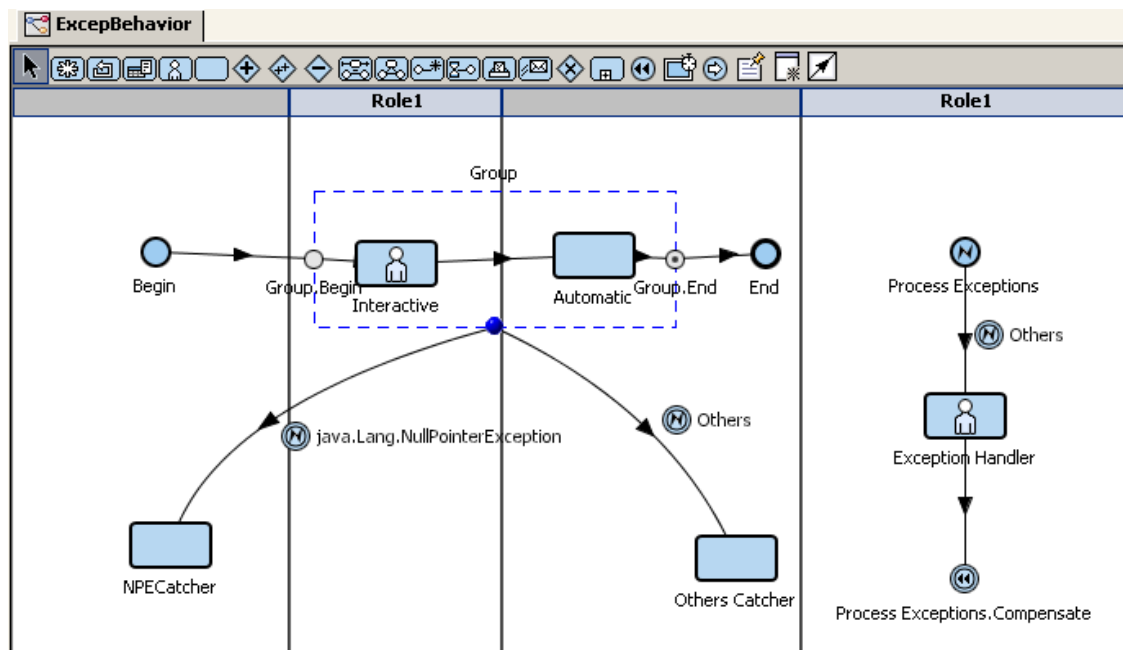 ExcepBehavior
Role1
Role1
Group
Begin
Group.Begin
Interactive
Automatic
Group.End
End
Process Exceptions
Others
java.Lang.NullPointerException
Others
Exception Handler
NPECatcher
Others Catcher
Process Exceptions.Compensate